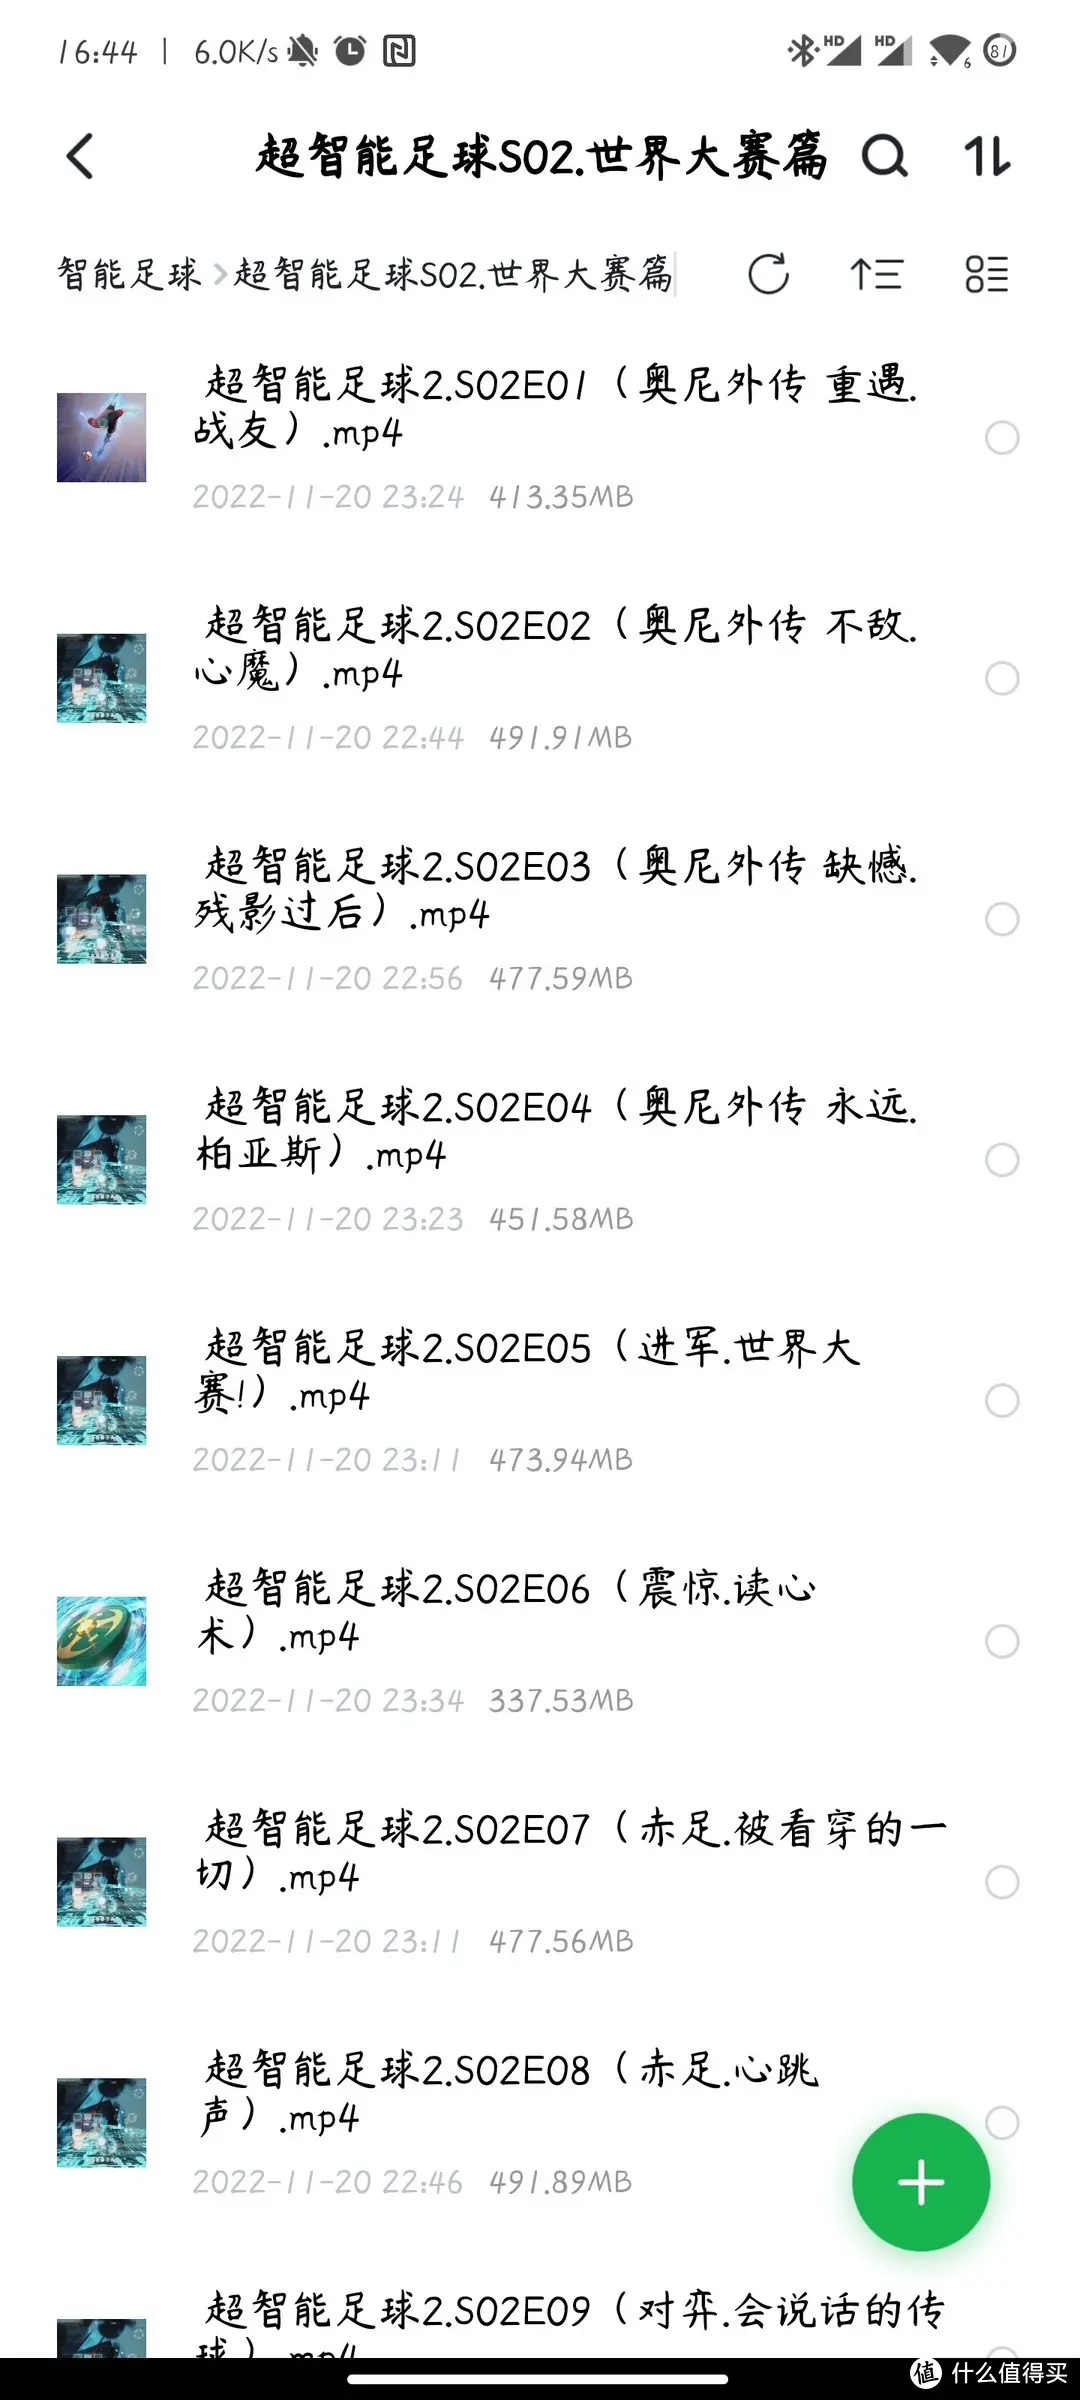 16:44 | 6.0K/s HD HD 6 81
超智能足球S02.世界大赛篇
智能足球 超智能足球S02.世界大赛篇
超智能足球2.S02E01（奥尼外传 重遇.
战友）.mp4
2022-11-20 23:24 413.35MB
超智能足球2.S02E02（奥尼外传 不敌.
心魔）.mp4
2022-11-20 22:44 491.91MB
超智能足球2.S02E03（奥尼外传 缺憾.
残影过后）.mp4
2022-11-20 22:56 477.59MB
超智能足球2.S02E04（奥尼外传 永远.
柏亚斯）.mp4
2022-11-20 23:23 451.58MB
超智能足球2.S02E05（进军.世界大
赛!）.mp4
2022-11-20 23:11 473.94MB
超智能足球2.S02E06（震惊.读心
术）.mp4
2022-11-20 23:34 337.53MB
超智能足球2.S02E07（赤足.被看穿的一
切）.mp4
2022-11-20 23:11 477.56MB
超智能足球2.S02E08（赤足.心跳
声）.mp4
2022-11-20 22:46 491.89MB
超智能足球2.S02E09（对弈.会说话的传
球）.mp4
值 什么值得买